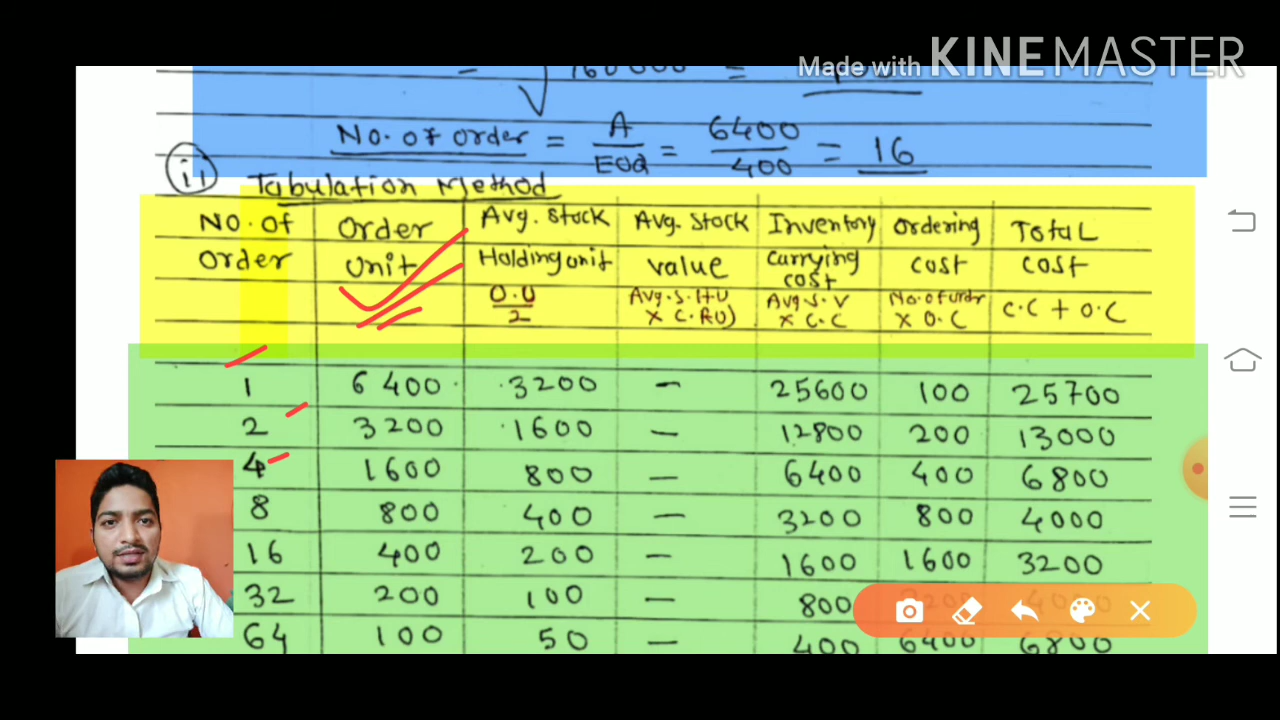 Made with KINEMASTER
= √160000 =
No. of order = A/EOQ = 6400/400 = 16
ii) Tabulation Method
No. of order | Order unit | Avg. Stock Holding unit | Avg. Stock value | Inventory carrying cost | ordering cost | Total cost
O.U/2 | Avg.S.H.U X C.P.(U) | Avg.S.V X C.C | No.of order X O.C | C.C + O.C
1 6400 3200 - 25600 100 25700
2 3200 1600 - 12800 200 13000
4 1600 800 - 6400 400 6800
8 800 400 - 3200 800 4000
16 400 200 - 1600 1600 3200
32 200 100 - 800
64 100 50 - 400 6400 6800